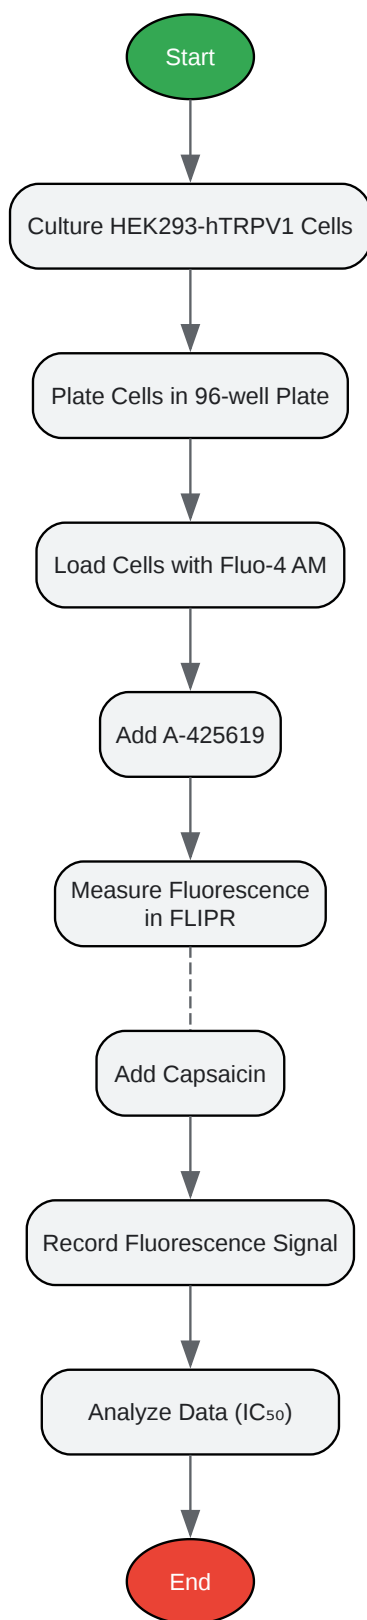 Start
Culture HEK293-hTRPV1 Cells
Plate Cells in 96-well Plate
Load Cells with Fluo-4 AM
Add A-425619
Measure Fluorescence
in FLIPR
Add Capsaicin
Record Fluorescence Signal
Analyze Data (IC₅₀)
End